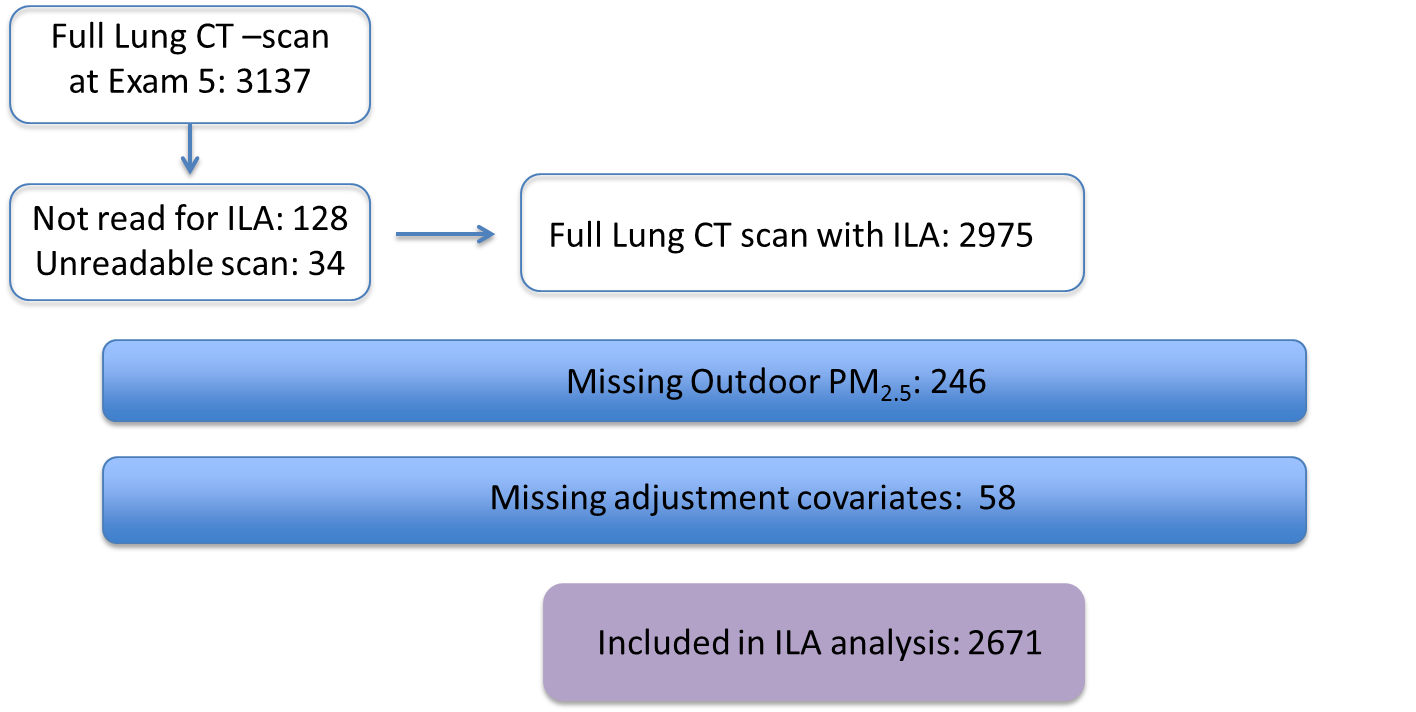 Full Lung CT –scan
at Exam 5: 3137
Not read for ILA: 128
Unreadable scan: 34
Full Lung CT scan with ILA: 2975
Missing Outdoor PM2.5: 246
Missing adjustment covariates:  58
Included in ILA analysis: 2671